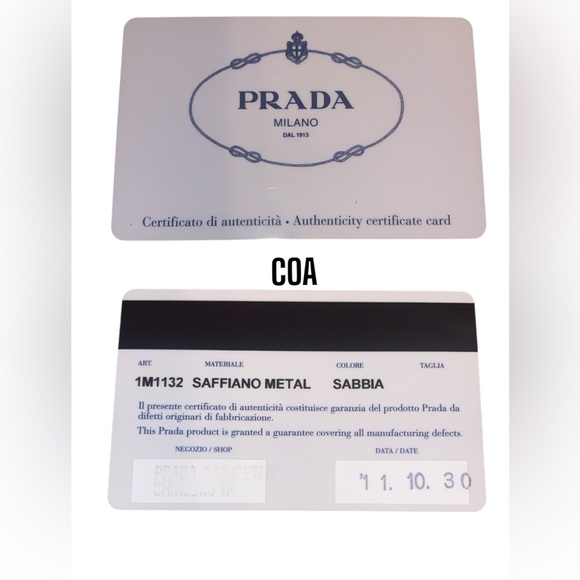 PRADA
MILANO
DAL 1913
Certificato di autenticità • Authenticity certificate card
COA
ART. MATERIALE COLORE TAGLIA
1M1132 SAFFIANO METAL SABBIA
Il presente certificato di autenticità costituisce garanzia del prodotto Prada da
difetti originari di fabbricazione.
This Prada product is granted a guarantee covering all manufacturing defects.
NEGOZIO / SHOP DATA / DATE
PRADA '11. 10. 30